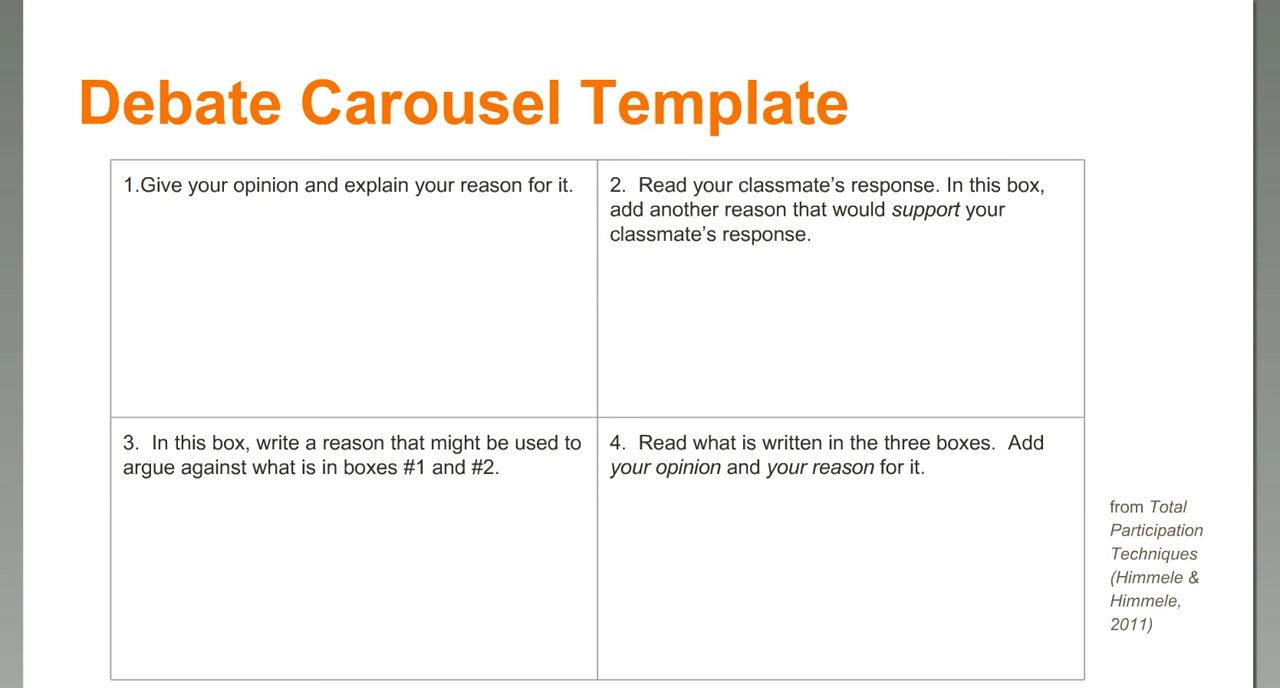 Debate Carousel Template
1.Give your opinion and explain your reason for it.
2.  Read your classmate’s response. In this box,
add another reason that would support your
classmate’s response.
3.  In this box, write a reason that might be used to
argue against what is in boxes #1 and #2.
4.  Read what is written in the three boxes.  Add
your opinion and your reason for it.
from Total
Participation
Techniques
(Himmele &
Himmele,
2011)